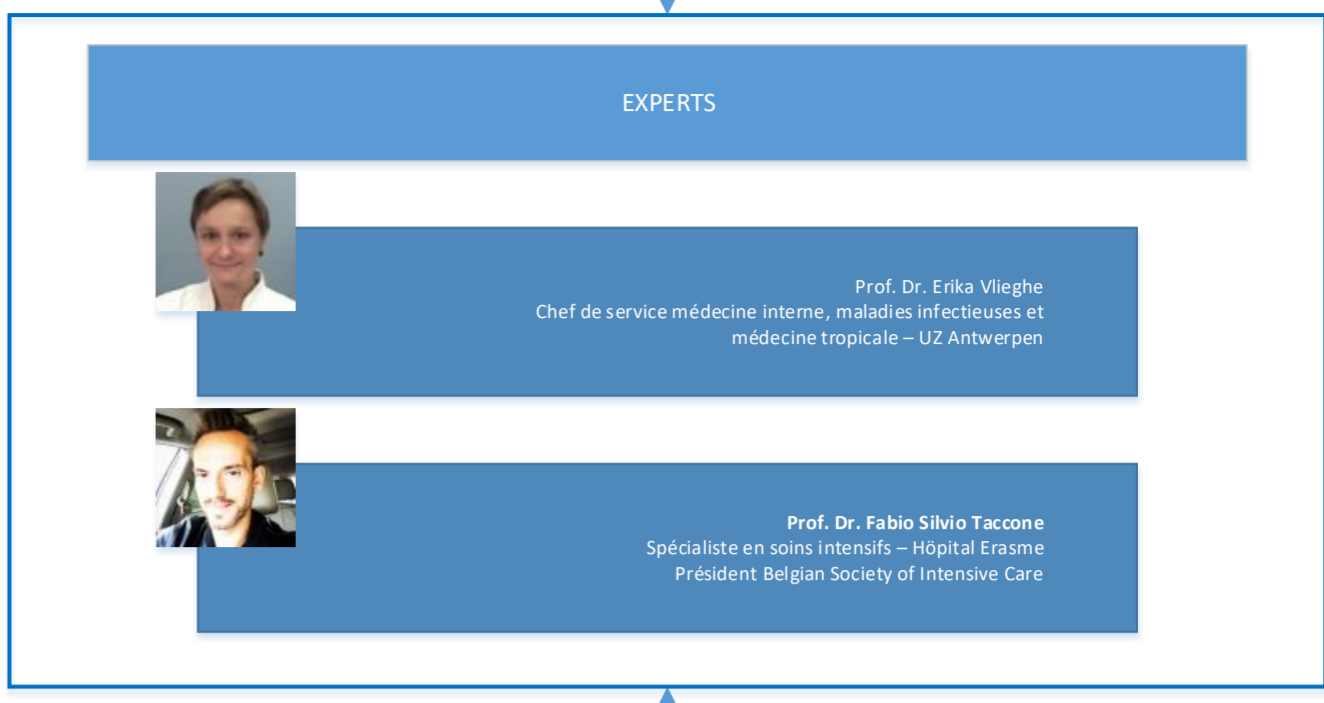 EXPERTS
Prof. Dr. Erika Vlieghe
Chef de service médecine interne, maladies infectieuses et
médecine tropicale – UZ Antwerpen
Prof. Dr. Fabio Silvio Taccone
Spécialiste en soins intensifs – Höpital Erasme
Président Belgian Society of Intensive Care